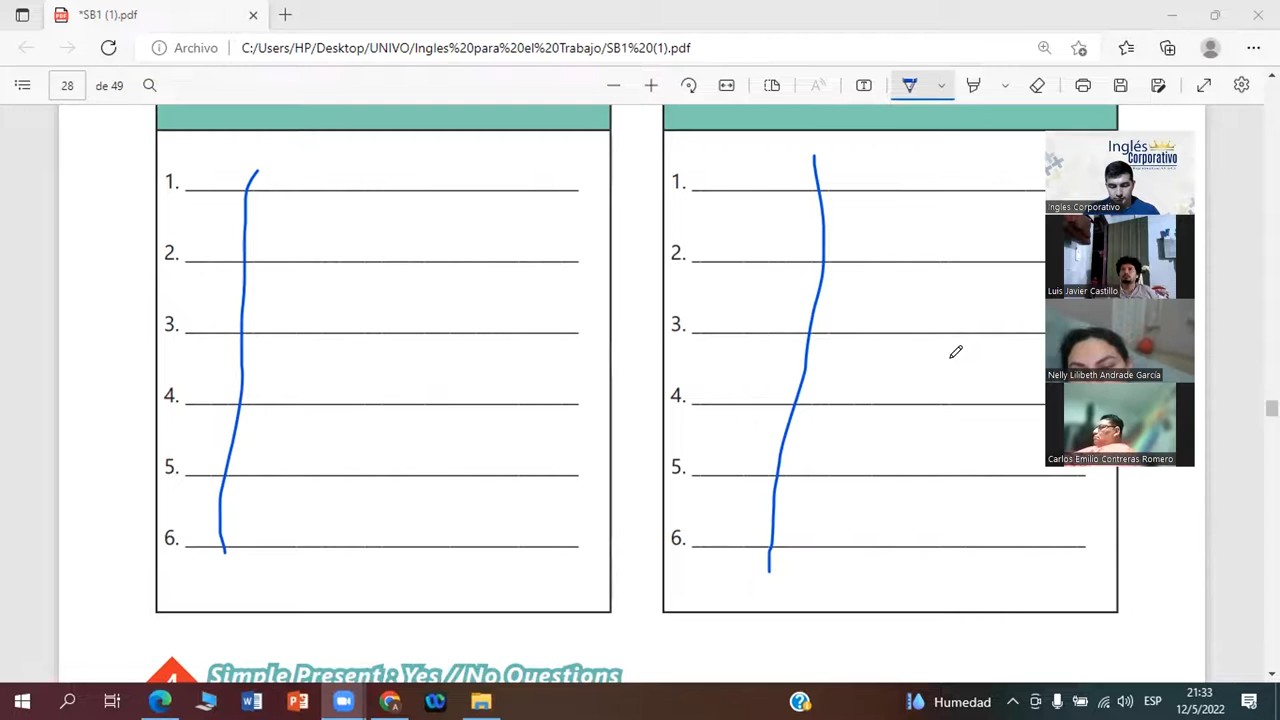 *SB1 (1).pdf
Archivo C:/Users/HP/Desktop/UNIVO/Ingles%20para%20el%20Trabajo/SB1%20(1).pdf
28 de 49
1.
2.
3.
4.
5.
6.
1.
2.
3.
4.
5.
6.
Inglés
Corporativo
Ingles Corporativo
Luis Javier Castillo
Nelly Lilibeth Andrade García
Carlos Emilio Contreras Romero
4 Simple Present : Yes //No Questions
Humedad
ESP
21:33
12/5/2022